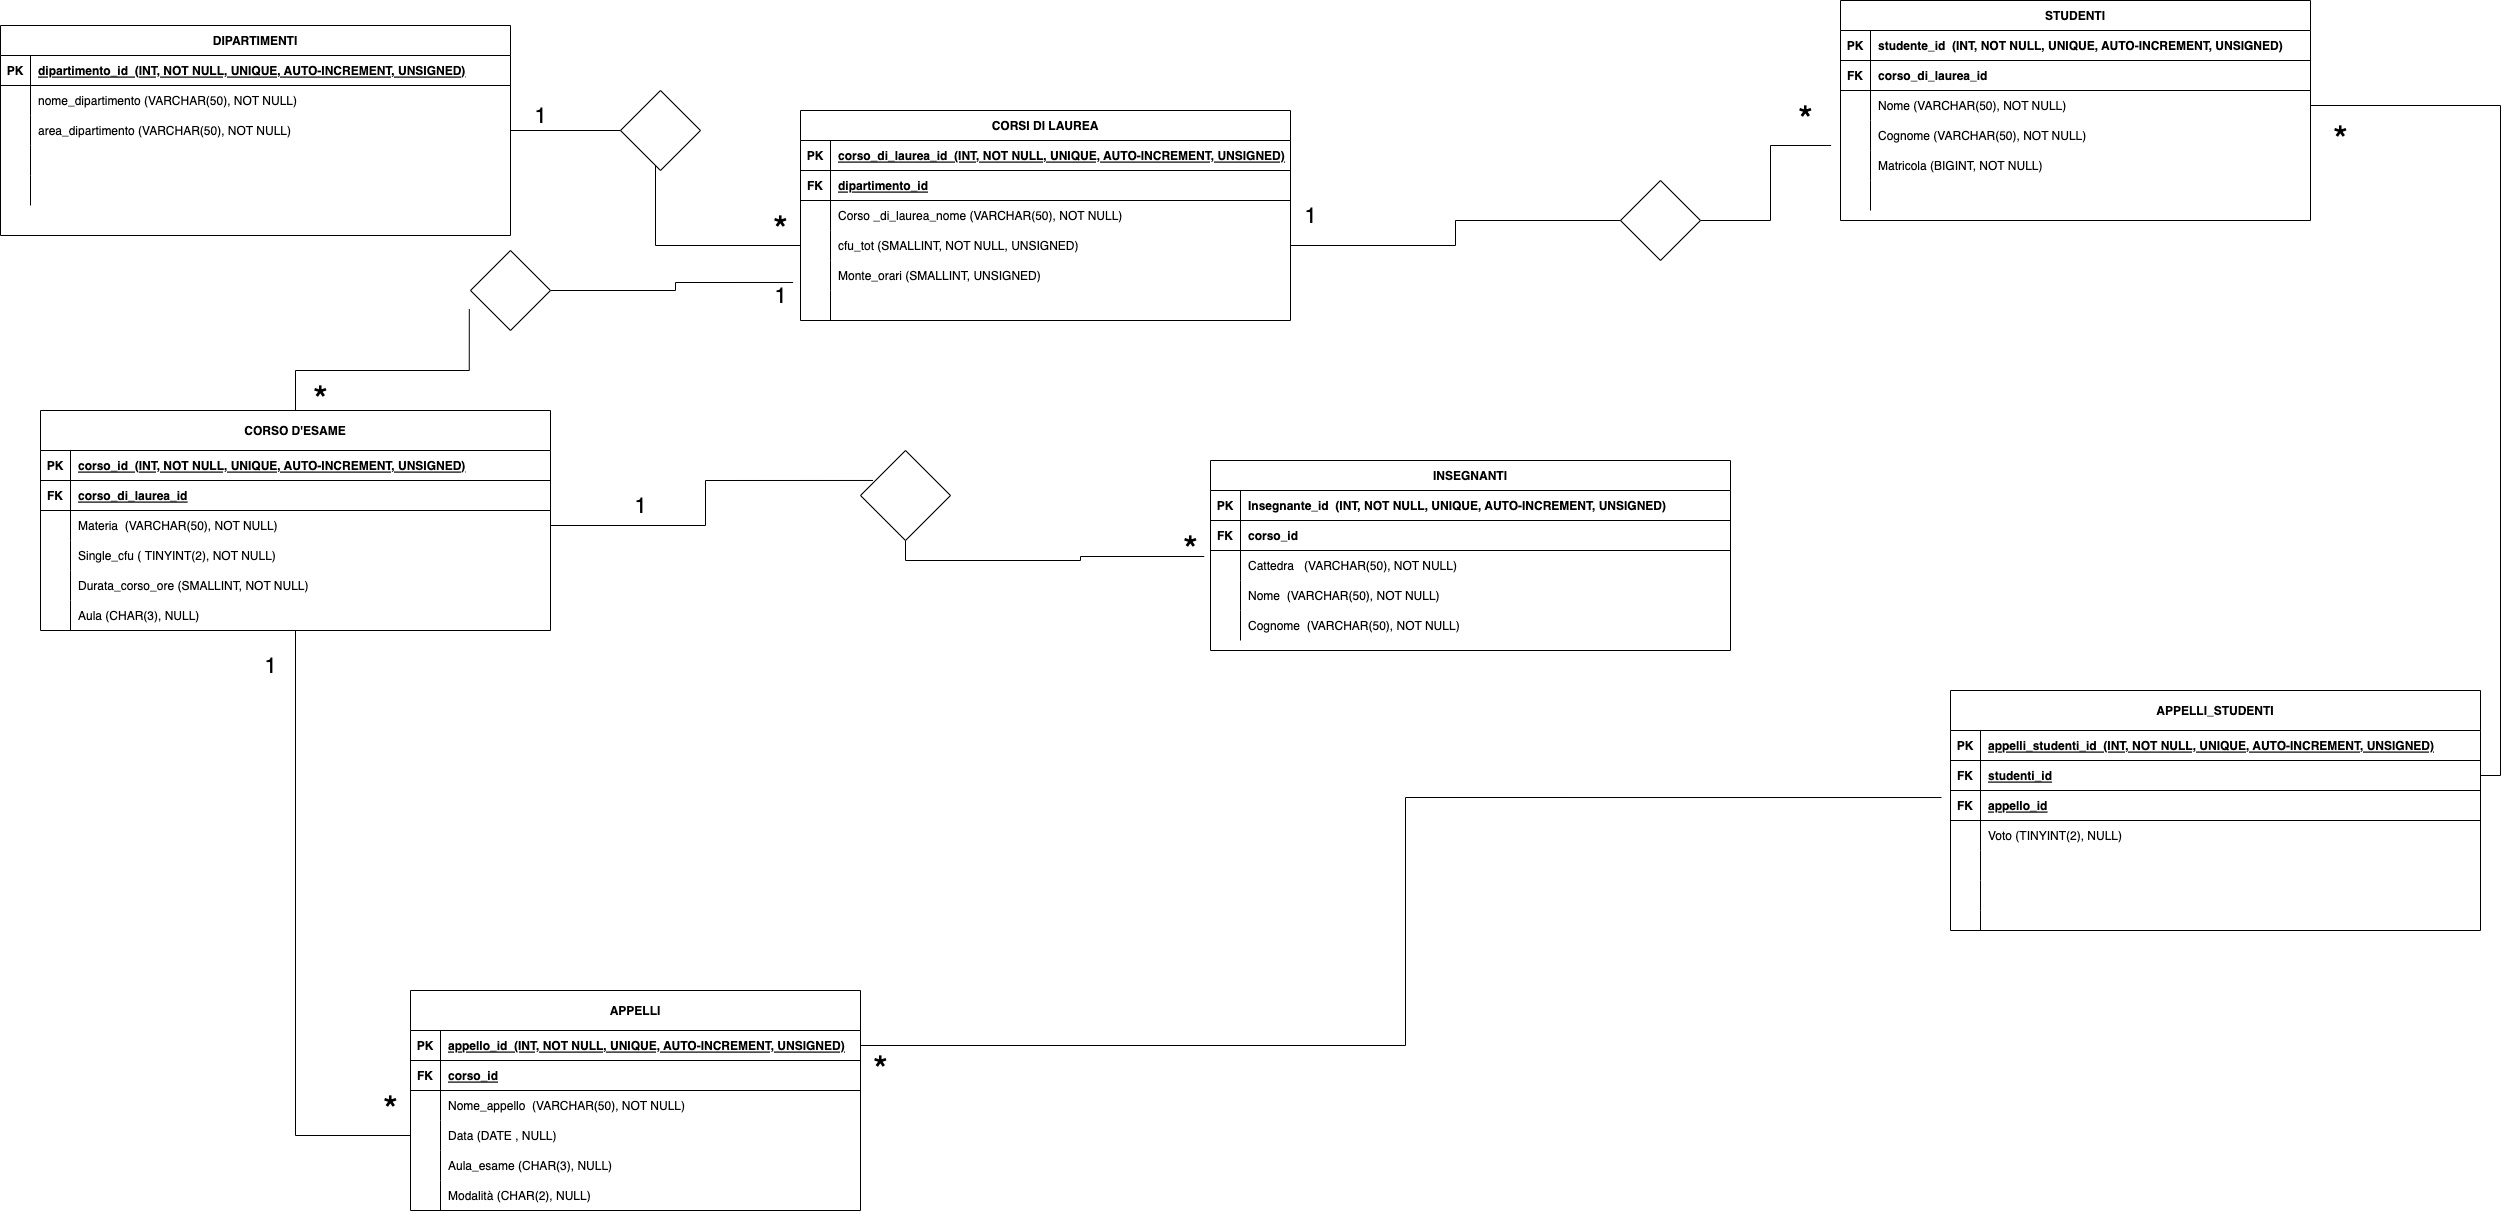 DIPARTIMENTI
PK dipartimento_id (INT, NOT NULL, UNIQUE, AUTO-INCREMENT, UNSIGNED)
nome_dipartimento (VARCHAR(50), NOT NULL)
area_dipartimento (VARCHAR(50), NOT NULL)
1
*
CORSI DI LAUREA
PK corso_di_laurea_id (INT, NOT NULL, UNIQUE, AUTO-INCREMENT, UNSIGNED)
FK dipartimento_id
Corso _di_laurea_nome (VARCHAR(50), NOT NULL)
cfu_tot (SMALLINT, NOT NULL, UNSIGNED)
Monte_orari (SMALLINT, UNSIGNED)
1
*
STUDENTI
PK studente_id (INT, NOT NULL, UNIQUE, AUTO-INCREMENT, UNSIGNED)
FK corso_di_laurea_id
Nome (VARCHAR(50), NOT NULL)
Cognome (VARCHAR(50), NOT NULL)
Matricola (BIGINT, NOT NULL)
*
1
*
CORSO D'ESAME
PK corso_id (INT, NOT NULL, UNIQUE, AUTO-INCREMENT, UNSIGNED)
FK corso_di_laurea_id
Materia (VARCHAR(50), NOT NULL)
Single_cfu ( TINYINT(2), NOT NULL)
Durata_corso_ore (SMALLINT, NOT NULL)
Aula (CHAR(3), NULL)
1
*
INSEGNANTI
PK Insegnante_id (INT, NOT NULL, UNIQUE, AUTO-INCREMENT, UNSIGNED)
FK corso_id
Cattedra (VARCHAR(50), NOT NULL)
Nome (VARCHAR(50), NOT NULL)
Cognome (VARCHAR(50), NOT NULL)
1
APPELLI_STUDENTI
PK appelli_studenti_id (INT, NOT NULL, UNIQUE, AUTO-INCREMENT, UNSIGNED)
FK studenti_id
FK appello_id
Voto (TINYINT(2), NULL)
APPELLI
PK appello_id (INT, NOT NULL, UNIQUE, AUTO-INCREMENT, UNSIGNED)
*
FK corso_id
*
Nome_appello (VARCHAR(50), NOT NULL)
Data (DATE , NULL)
Aula_esame (CHAR(3), NULL)
Modalità (CHAR(2), NULL)